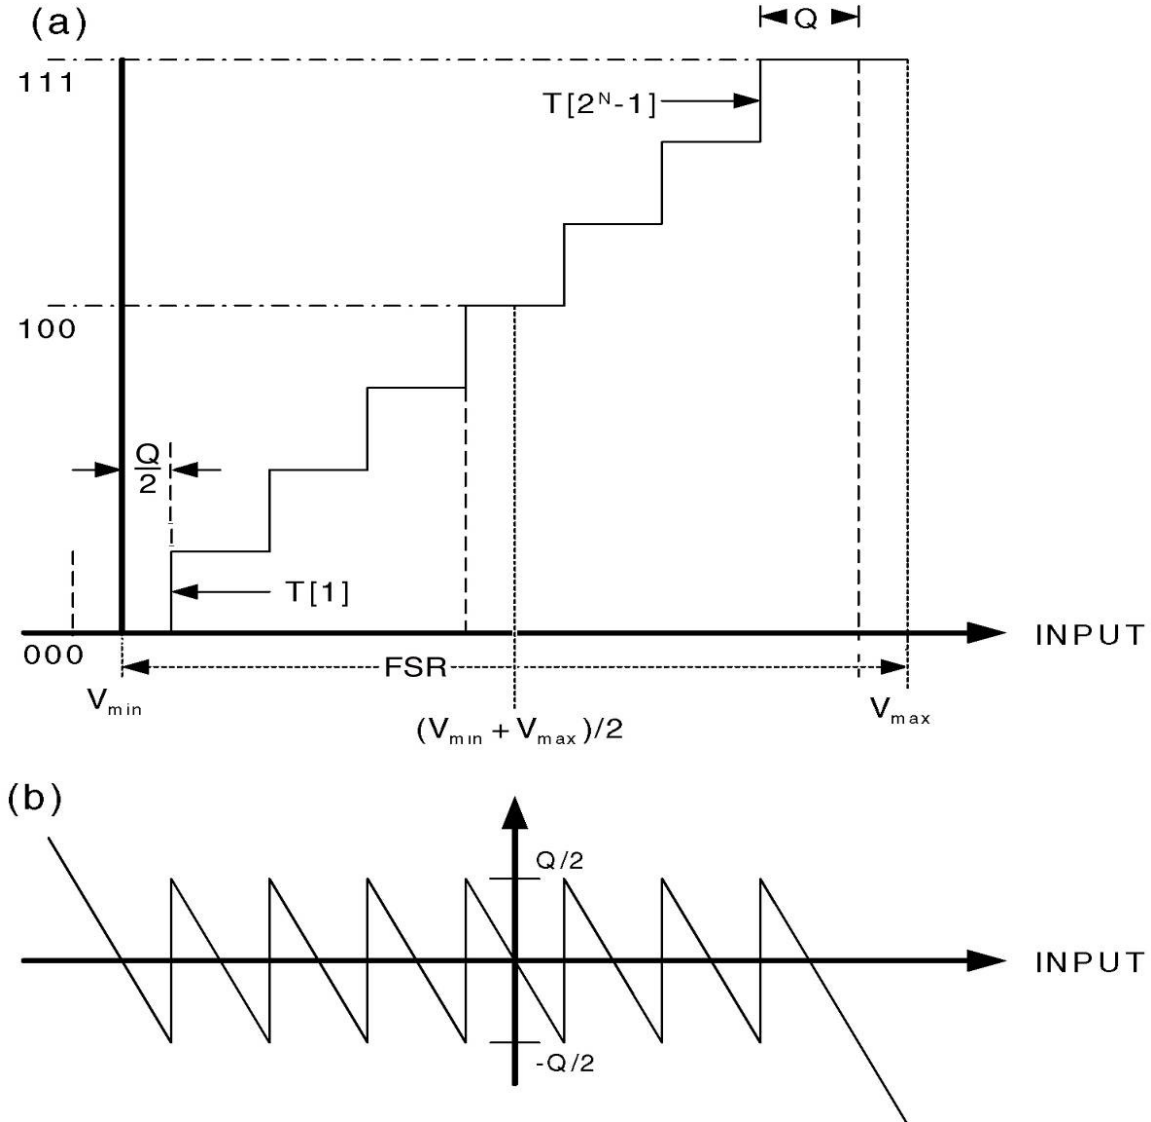 (a)
Q
111
T[2ᴺ-1]
100
Q
2
T[1]
000
INPUT
FSR
Vmin
Vmax
(Vmin + Vmax)/2
(b)
Q/2
INPUT
-Q/2